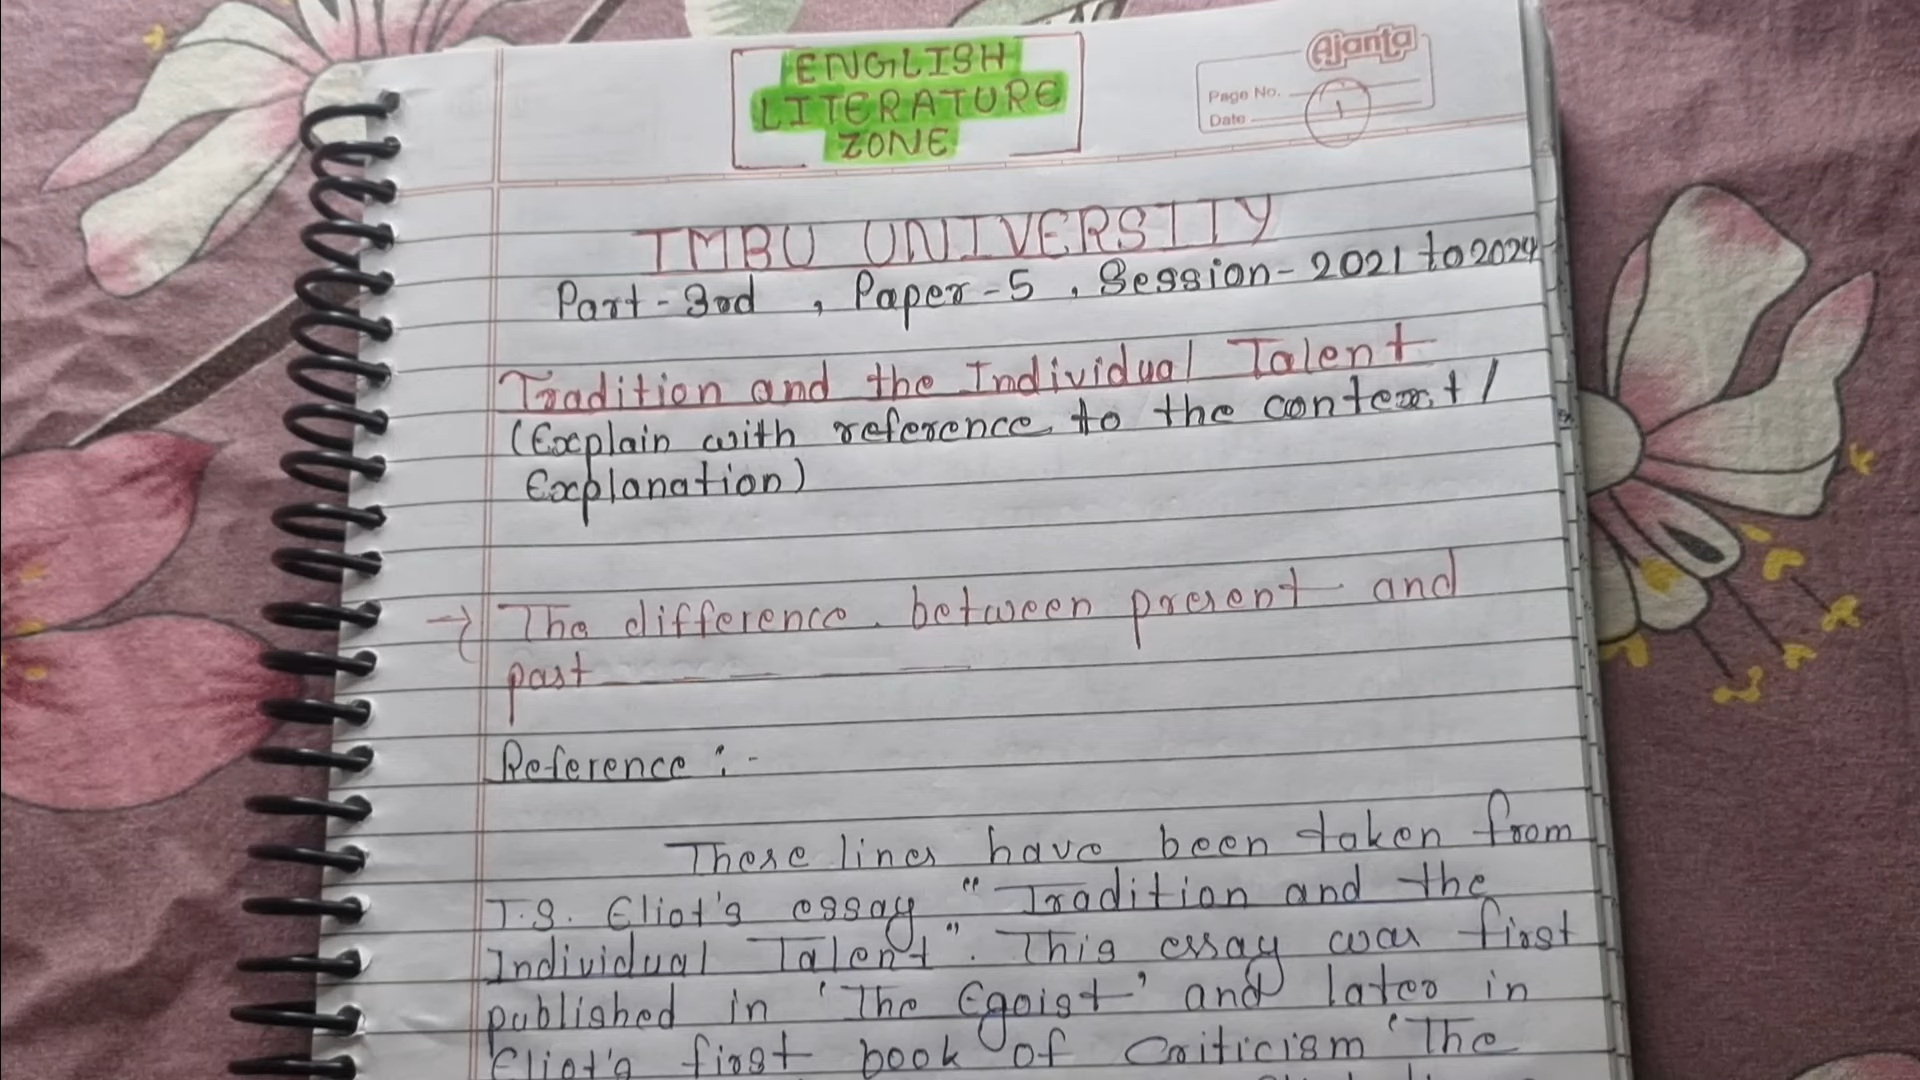 ENGLISH
LITERATURE
ZONE
Ajanta
Page No.
1
Date
TMBU UNIVERSITY
Part-3rd, Paper-5, Session-2021 to 2024
Tradition and the Individual Talent
(Explain with reference to the context/
Explanation)
→ The difference between present and
past
Reference:-
These lines have been taken from
T.S. Eliot's essay "Tradition and the
Individual Talent". This essay was first
published in 'The Egoist' and later in
Eliot's first book of Criticism 'The